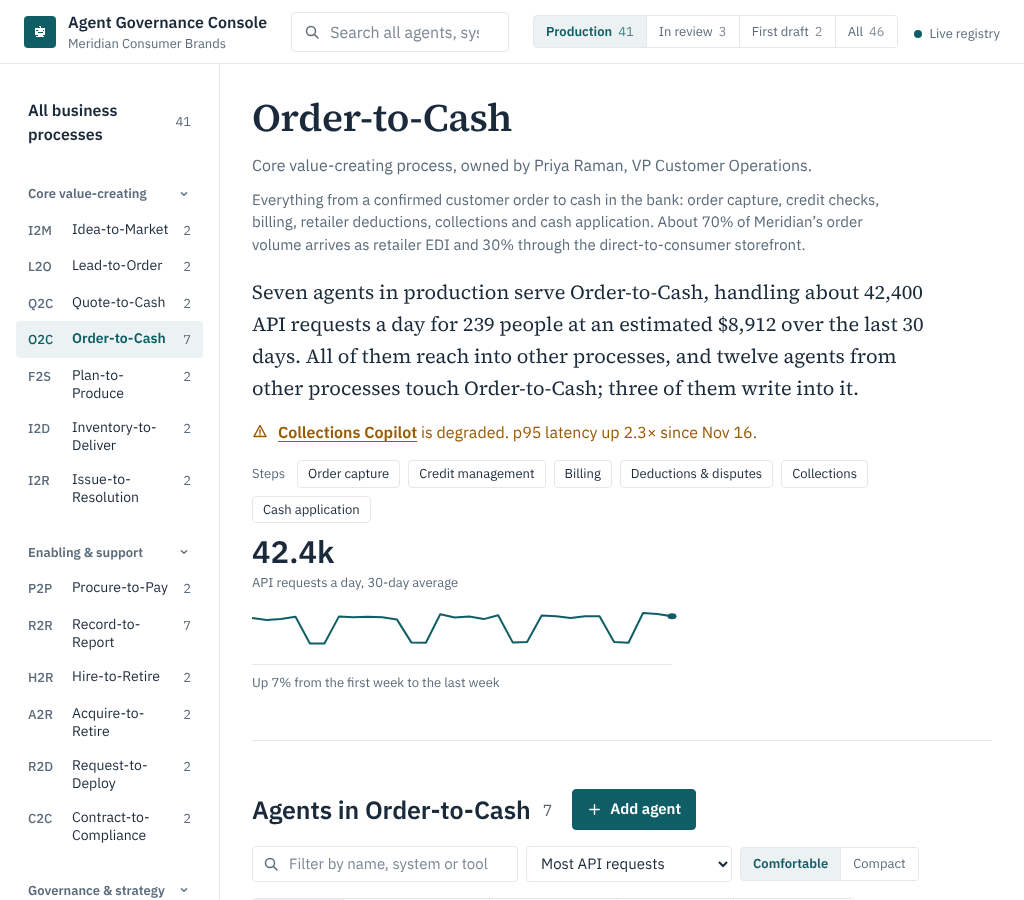 Agent Governance Console
Meridian Consumer Brands
Search all agents, sys
Production 41
In review 3
First draft 2
All 46
Live registry
All business
processes
41
Core value-creating
I2M Idea-to-Market 2
L2O Lead-to-Order 2
Q2C Quote-to-Cash 2
O2C Order-to-Cash 7
F2S Plan-to-
Produce
2
I2D Inventory-to-
Deliver
2
I2R Issue-to-
Resolution
2
Enabling & support
P2P Procure-to-Pay 2
R2R Record-to-
Report
7
H2R Hire-to-Retire 2
A2R Acquire-to-
Retire
2
R2D Request-to-
Deploy
2
C2C Contract-to-
Compliance
2
Governance & strategy
Order-to-Cash
Core value-creating process, owned by Priya Raman, VP Customer Operations.
Everything from a confirmed customer order to cash in the bank: order capture, credit checks,
billing, retailer deductions, collections and cash application. About 70% of Meridian’s order
volume arrives as retailer EDI and 30% through the direct-to-consumer storefront.
Seven agents in production serve Order-to-Cash, handling about 42,400
API requests a day for 239 people at an estimated $8,912 over the last 30
days. All of them reach into other processes, and twelve agents from
other processes touch Order-to-Cash; three of them write into it.
Collections Copilot is degraded. p95 latency up 2.3× since Nov 16.
Steps
Order capture
Credit management
Billing
Deductions & disputes
Collections
Cash application
42.4k
API requests a day, 30-day average
Up 7% from the first week to the last week
Agents in Order-to-Cash 7
+ Add agent
Filter by name, system or tool
Most API requests
Comfortable
Compact